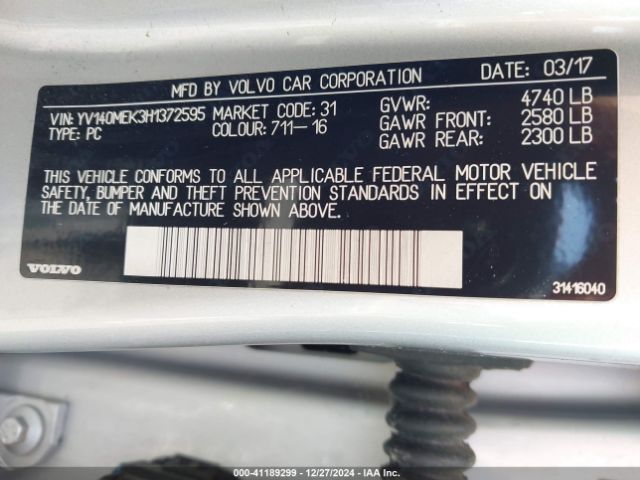 MFD BY VOLVO CAR CORPORATION DATE: 03/17
VIN: YV140MEK3H1372595 MARKET CODE: 31 GVWR: 4740 LB
TYPE: PC COLOUR: 711-16 GAWR FRONT: 2580 LB
GAWR REAR: 2300 LB
THIS VEHICLE CONFORMS TO ALL APPLICABLE FEDERAL MOTOR VEHICLE
SAFETY, BUMPER AND THEFT PREVENTION STANDARDS IN EFFECT ON
THE DATE OF MANUFACTURE SHOWN ABOVE.
VOLVO 31416040
000-41189299 - 12/27/2024 - IAA Inc.